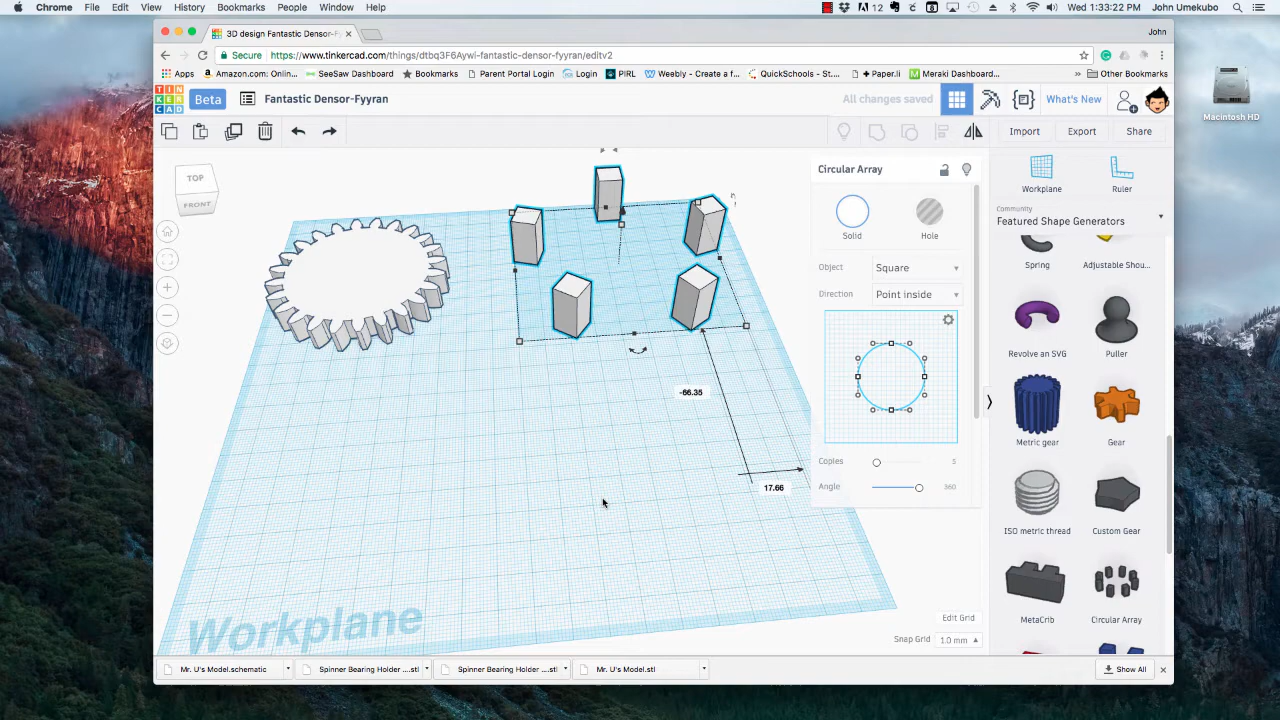 Chrome File Edit View History Bookmarks People Window Help 12 8 Wed 1:33:22 PM John Umekubo
3D design Fantastic Densor-F John
Secure https://www.tinkercad.com/things/dtbq3F6Aywl-fantastic-densor-fyyran/editv2
Apps Amazon.com: Onli... SeeSaw Dashboard Bookmarks Parent Portal Login Login PIRL Weebly - Create a f... QuickSchools - St.... + Paper.li Meraki Dashboard... » Other Bookmarks
TIN KER CAD Beta Fantastic Densor-Fyyran All changes saved What's New
Macintosh HD
Import Export Share
TOP
FRONT
Circular Array
Solid Hole
Object Square
Direction Point inside
Copies 5
Angle 360
Workplane Ruler
Community
Featured Shape Generators
Spring Adjustable Shou...
Revolve an SVG Puller
Metric gear Gear
ISO metric thread Custom Gear
MetaCrib Circular Array
-66.35
17.66
Workplane
Edit Grid
Snap Grid 1.0 mm
Mr. U's Model.schematic Spinner Bearing Holder ....stl Spinner Bearing Holder ....stl Mr. U's Model.stl Show All